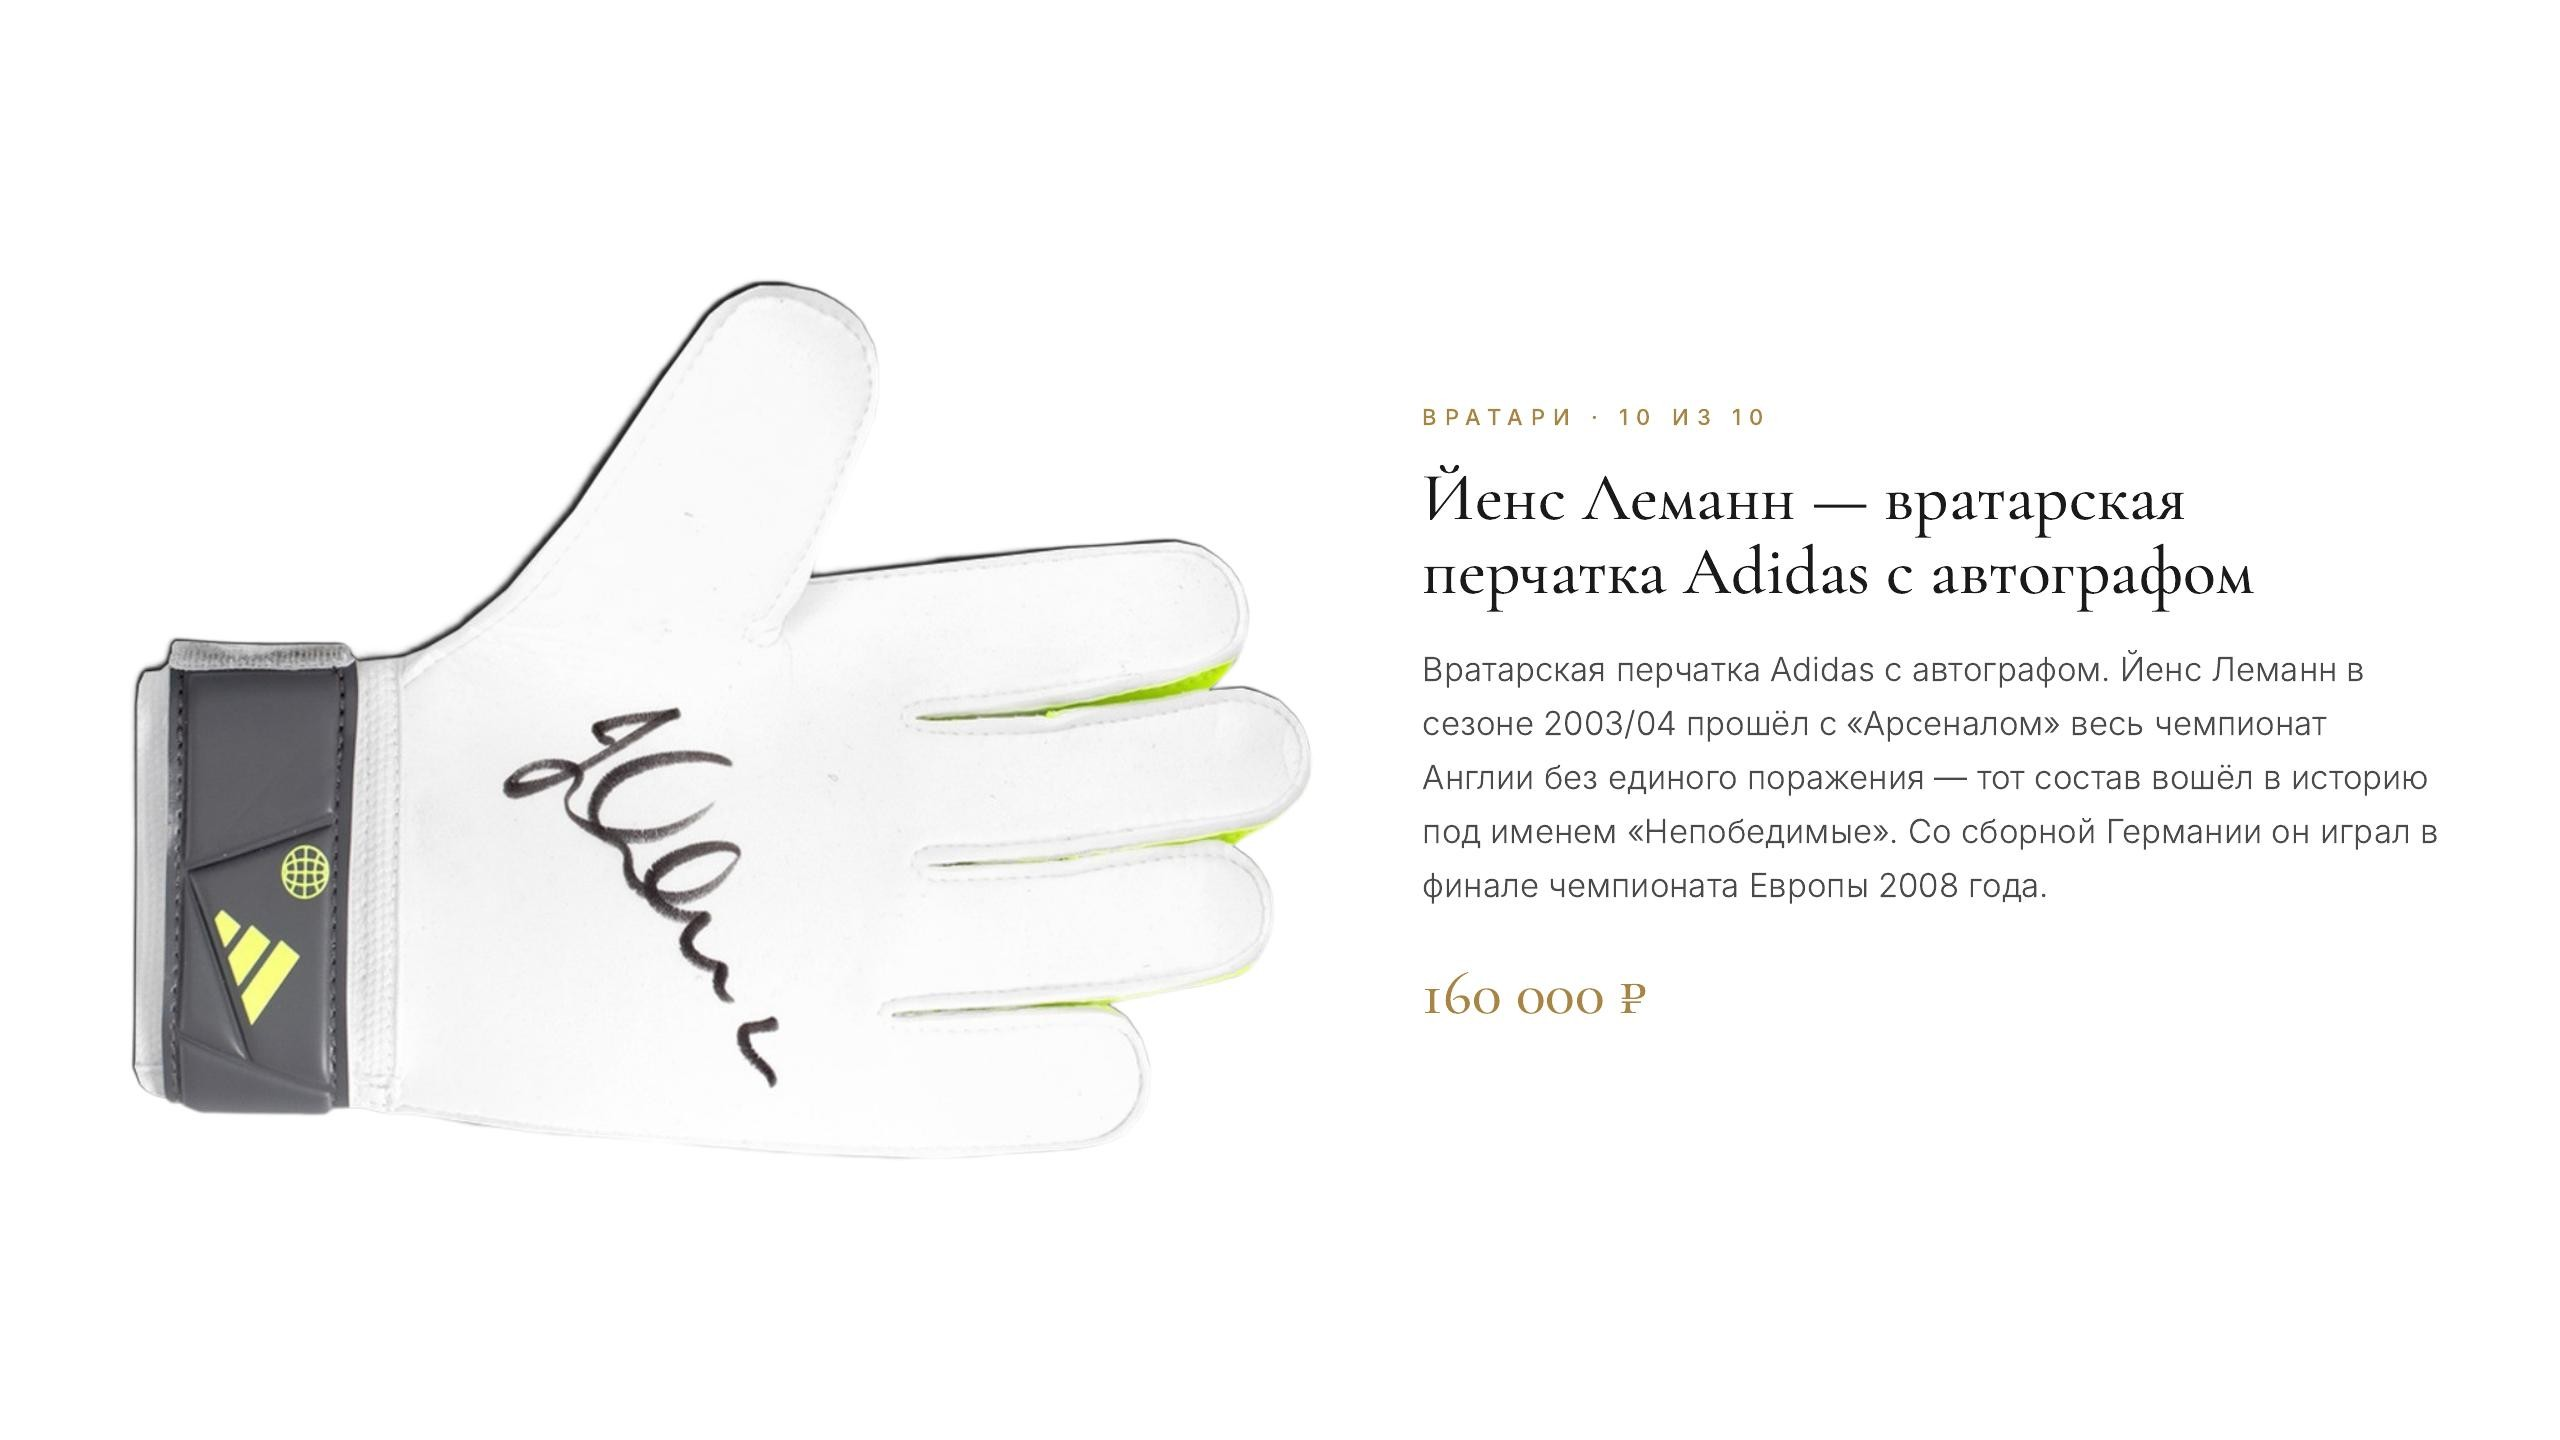 ВРАТАРИ · 10 ИЗ 10
Йенс Леманн — вратарская
перчатка Adidas с автографом
Вратарская перчатка Adidas с автографом. Йенс Леманн в
сезоне 2003/04 прошёл с «Арсеналом» весь чемпионат
Англии без единого поражения — тот состав вошёл в историю
под именем «Непобедимые». Со сборной Германии он играл в
финале чемпионата Европы 2008 года.
160 000 ₽